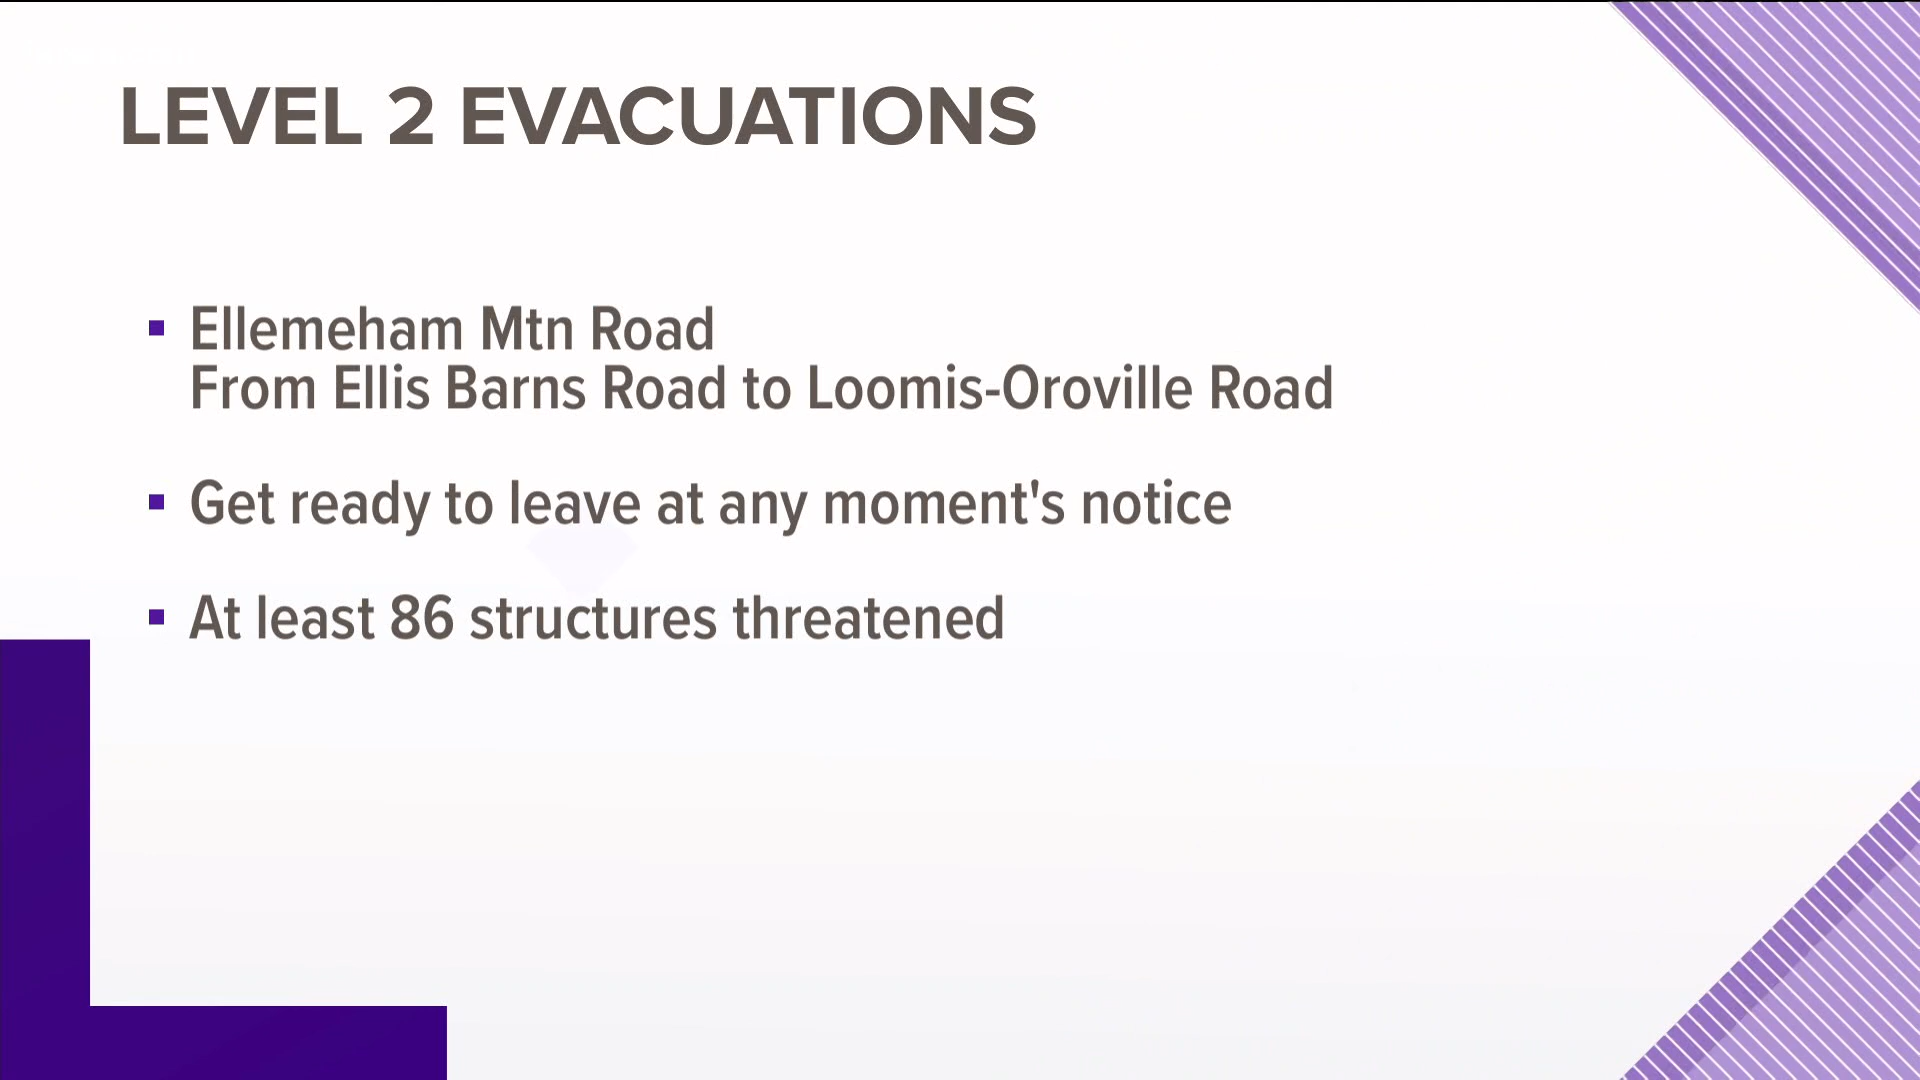 LEVEL 2 EVACUATIONS
▪ Ellemeham Mtn Road
From Ellis Barns Road to Loomis-Oroville Road
▪ Get ready to leave at any moment's notice
▪ At least 86 structures threatened